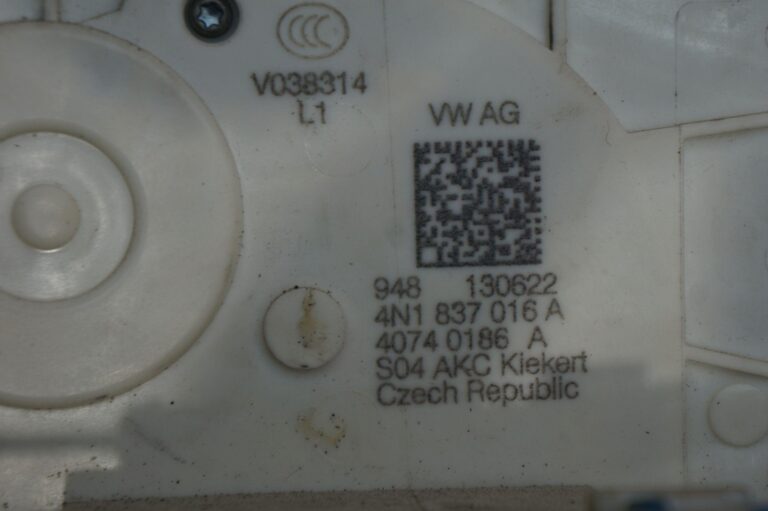 V038314
L1
VW AG
948 130622
4N1 837 016 A
4074 0186 A
S04 AKC Kiekert
Czech Republic